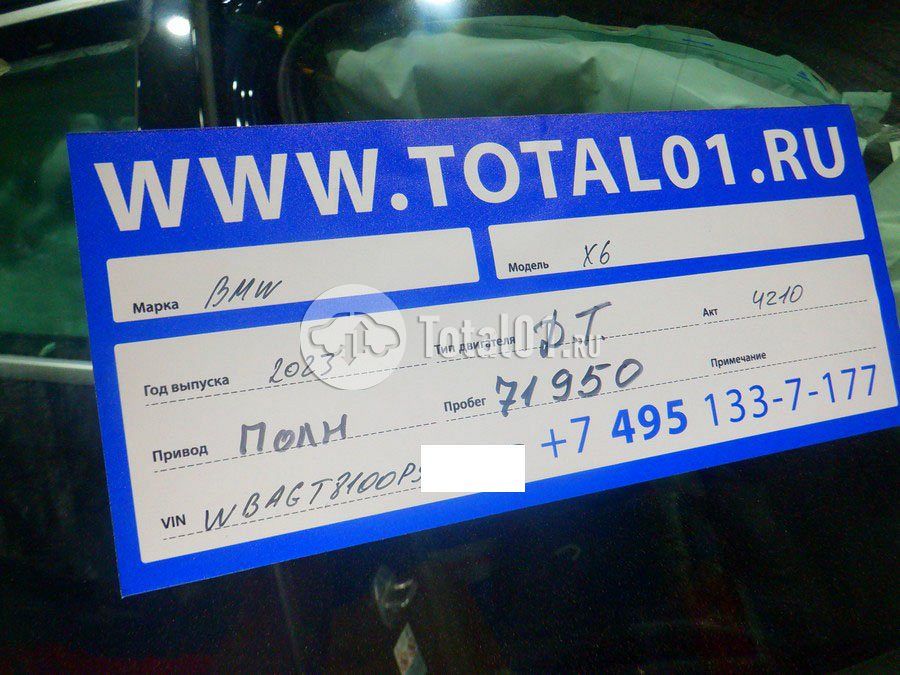 WWW.TOTAL01.RU
Марка BMW Модель X6
Год выпуска 2023 Тип двигателя Д.Т. Акт 4210
Привод Полн Пробег 71950 Примечание
VIN WBAGT8100P +7 495 133-7-177
Total01.RU